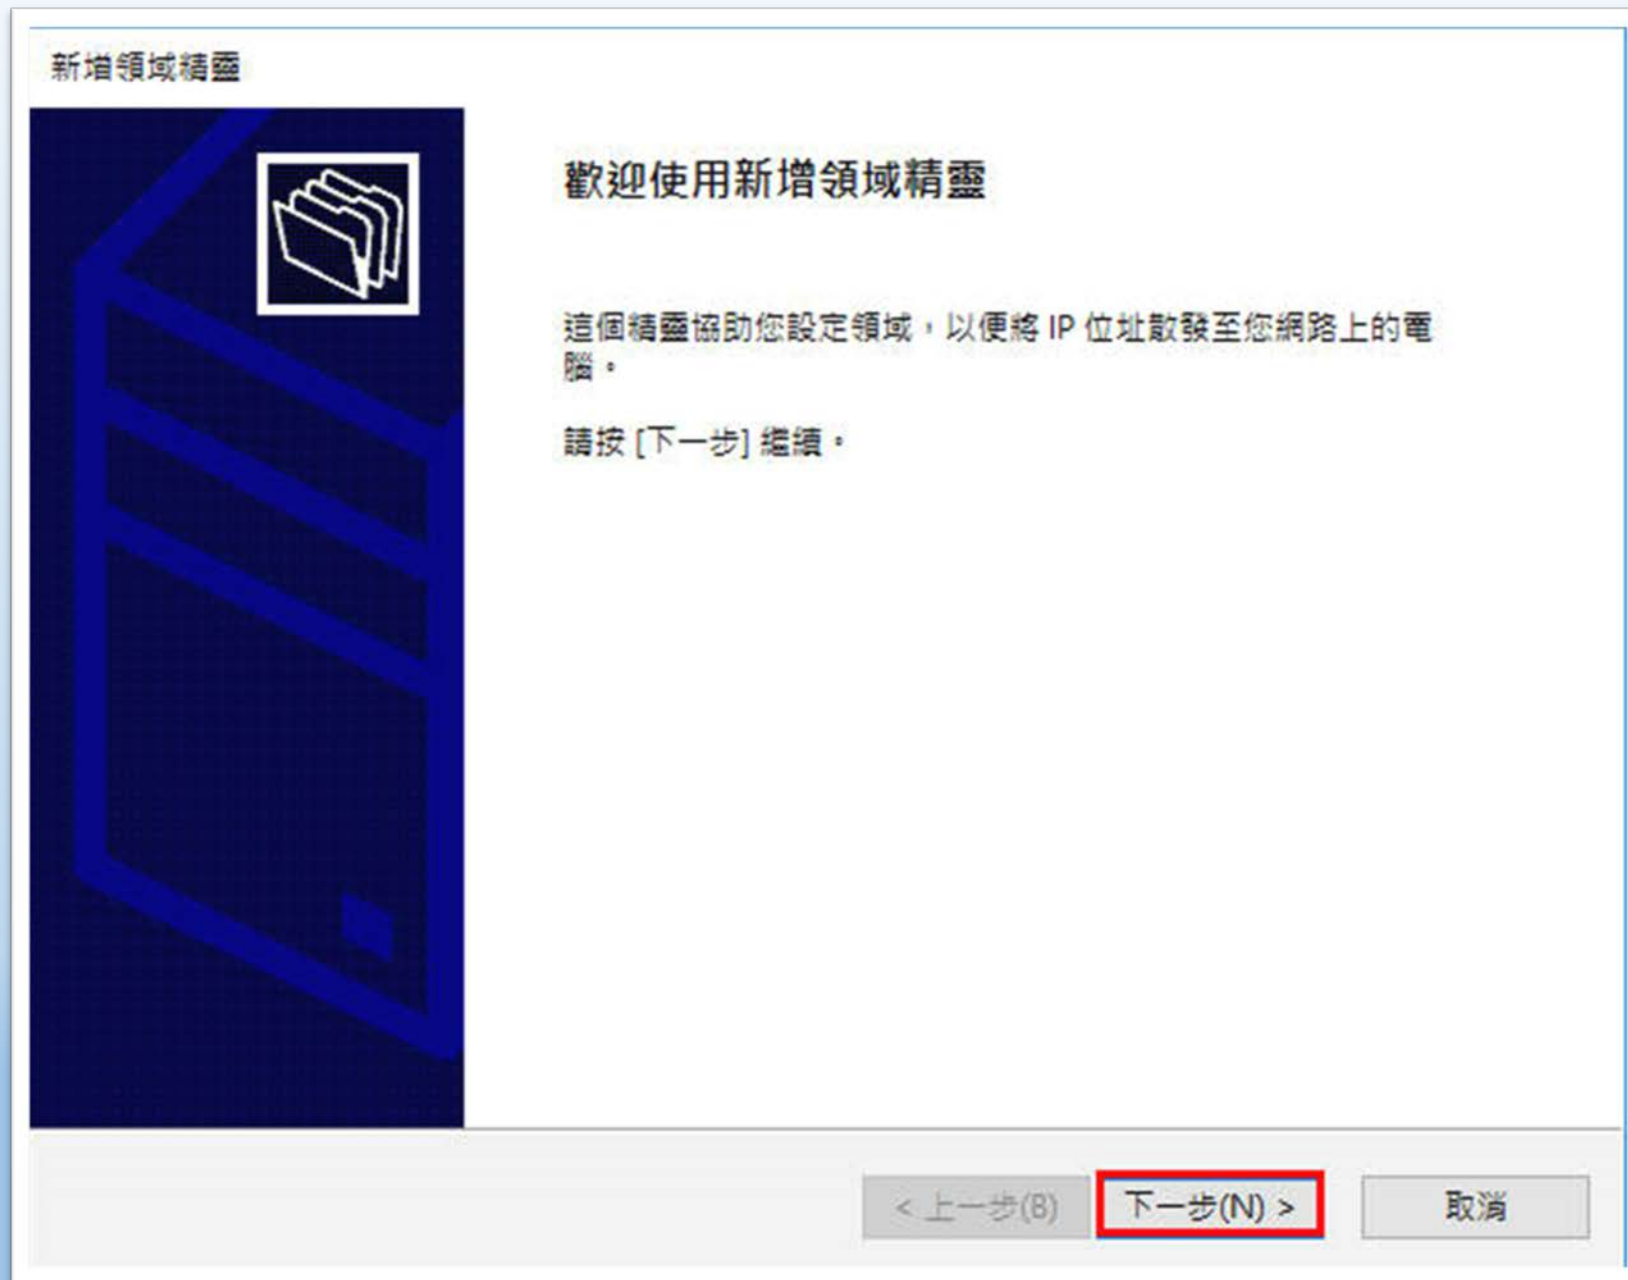 新增領域精靈
歡迎使用新增領域精靈
這個精靈協助您設定領域，以便將 IP 位址散發至您網路上的電
腦。
請按 [下一步] 繼續。
< 上一步(B)
下一步(N) >
取消